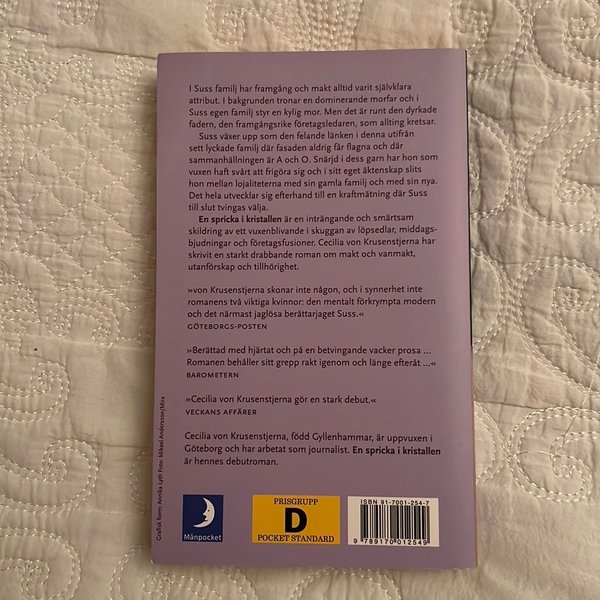 I Suss familj har framgång och makt alltid varit självklara
attribut. I bakgrunden tronar en dominerande morfar och i
Suss egen familj styr en kylig mor. Men det är runt den dyrkade
fadern, den framgångsrike företagsledaren, som allting kretsar.
Suss växer upp som den felande länken i denna utifrån
sett lyckade familj där fasaden aldrig får flagna och där
sammanhållningen är A och O. Snärjd i dess garn har hon som
vuxen haft svårt att frigöra sig och i sitt eget äktenskap slits
hon mellan lojaliteterna med sin gamla familj och med sin nya.
Det hela utvecklar sig efterhand till en kraftmätning där Suss
till slut tvingas välja.
En spricka i kristallen är en inträngande och smärtsam
skildring av ett vuxenblivande i skuggan av löpsedlar, middags-
bjudningar och företagsfusioner. Cecilia von Krusenstjerna har
skrivit en starkt drabbande roman om makt och vanmakt,
utanförskap och tillhörighet.
»von Krusenstjerna skonar inte någon, och i synnerhet inte
romanens två viktiga kvinnor: den mentalt förkrympta modern
och det närmast jaglösa berättarjaget Suss.«
GÖTEBORGS-POSTEN
»Berättad med hjärtat och på en betvingande vacker prosa ...
Romanen behåller sitt grepp rakt igenom och länge efteråt ...«
BAROMETERN
»Cecilia von Krusenstjerna gör en stark debut.«
VECKANS AFFÄRER
Cecilia von Krusenstjerna, född Gyllenhammar, är uppvuxen i
Göteborg och har arbetat som journalist. En spricka i kristallen
är hennes debutroman.
Grafisk form: Annika Lyth Foto: Mikael Andersson/Mira
Månpocket
PRISGRUPP
D
POCKET STANDARD
ISBN 91-7001-254-7
9 789170 012549